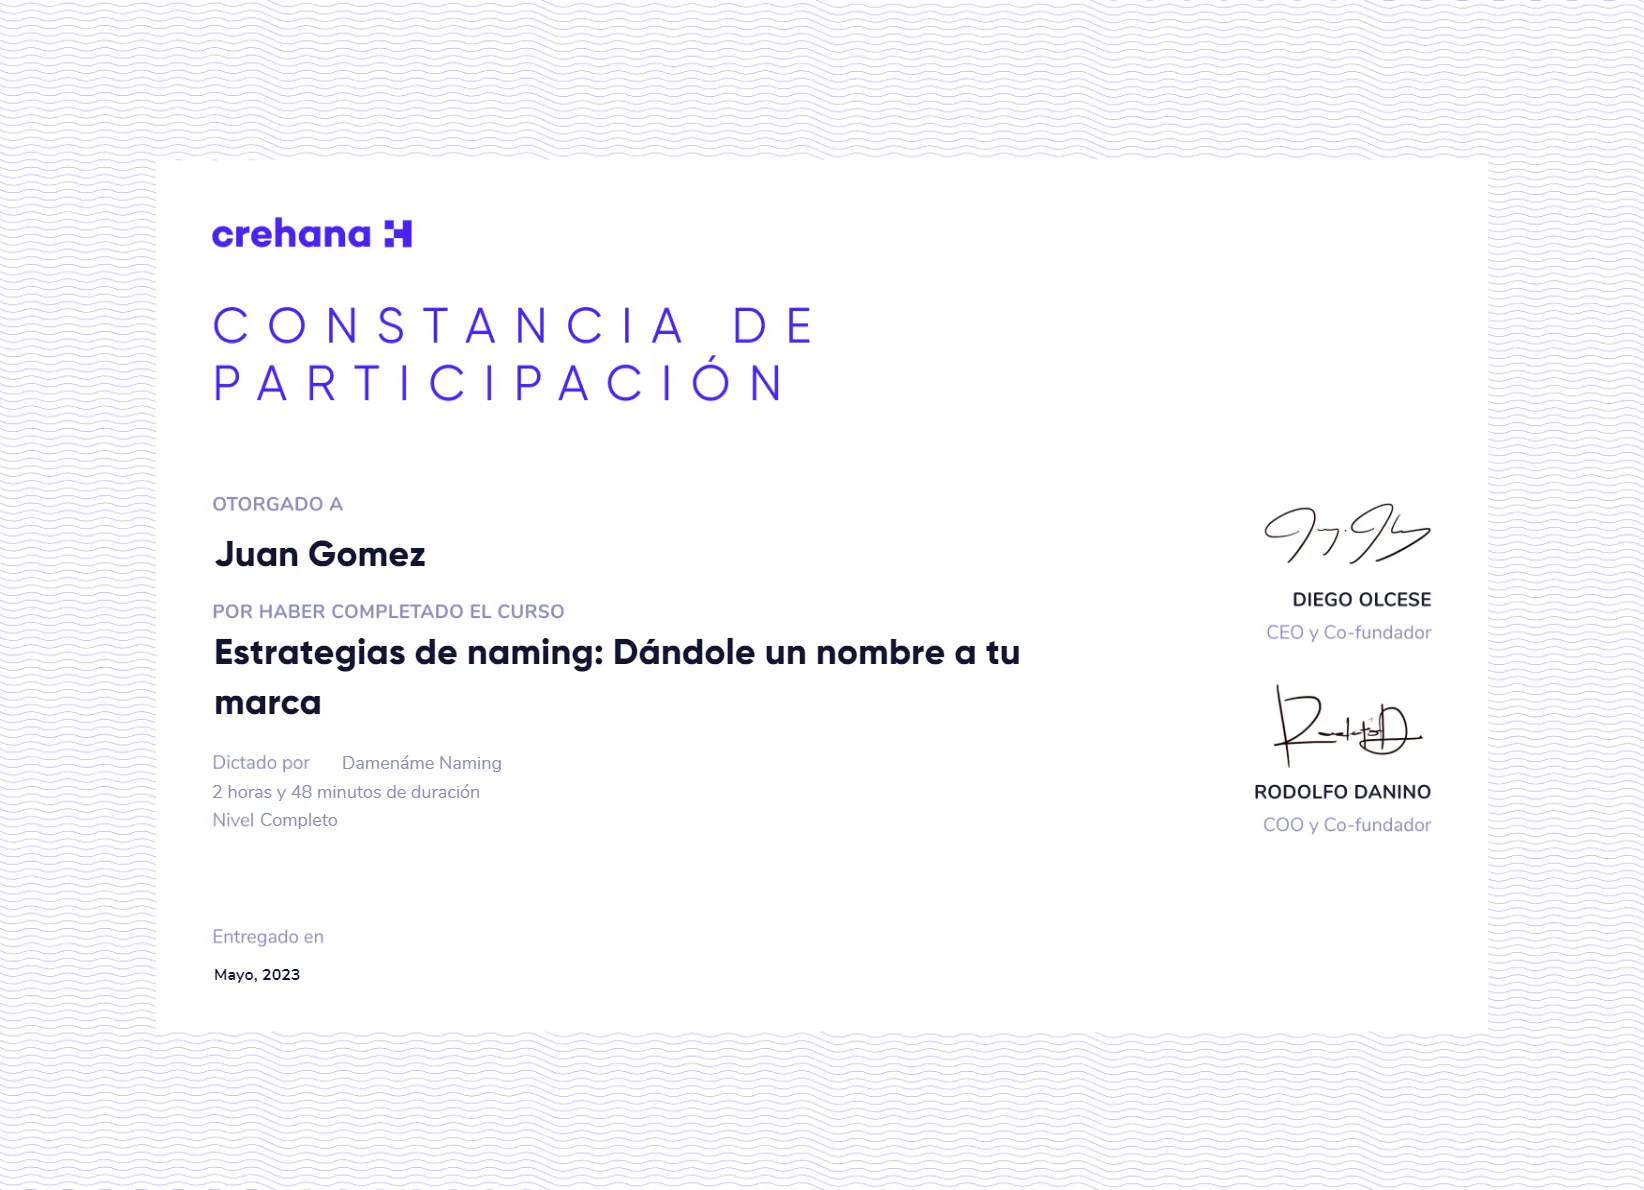 crehana
CONSTANCIA DE
PARTICIPACIÓN
OTORGADO A
Juan Gomez
POR HABER COMPLETADO EL CURSO
Estrategias de naming: Dándole un nombre a tu
marca
Dictado por Damenáme Naming
2 horas y 48 minutos de duración
Nivel Completo
Entregado en
Mayo, 2023
DIEGO OLCESE
CEO y Co-fundador
RODOLFO DANINO
COO y Co-fundador